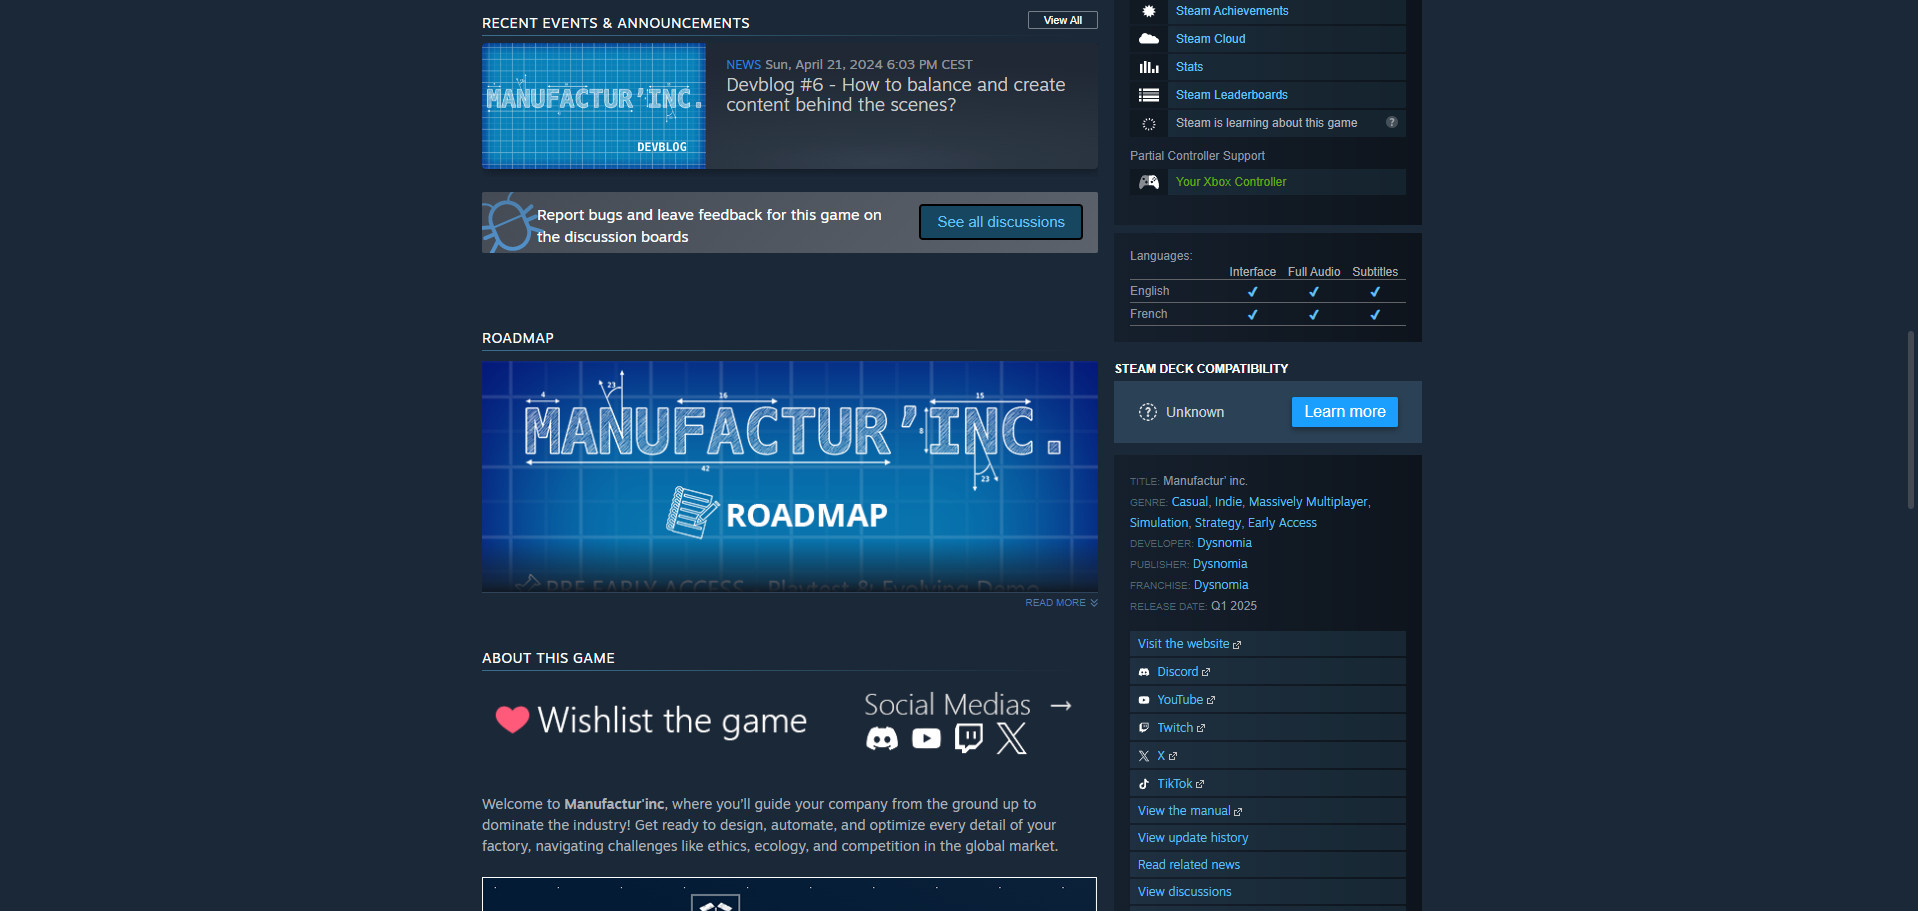 RECENT EVENTS & ANNOUNCEMENTS
View All
MANUFACTUR'INC.
DEVBLOG
NEWS Sun, April 21, 2024 6:03 PM CEST
Devblog #6 - How to balance and create
content behind the scenes?
Report bugs and leave feedback for this game on
the discussion boards
See all discussions
ROADMAP
4
23
16
15
MANUFACTUR'INC.
8
42
23
ROADMAP
PRE EARLY ACCESS - Playtest & Evolving Demo
READ MORE
ABOUT THIS GAME
Wishlist the game
Social Medias →
Welcome to Manufactur'inc, where you'll guide your company from the ground up to
dominate the industry! Get ready to design, automate, and optimize every detail of your
factory, navigating challenges like ethics, ecology, and competition in the global market.
Steam Achievements
Steam Cloud
Stats
Steam Leaderboards
Steam is learning about this game ?
Partial Controller Support
Your Xbox Controller
Languages:
Interface Full Audio Subtitles
English ✔ ✔ ✔
French ✔ ✔ ✔
STEAM DECK COMPATIBILITY
Unknown
Learn more
TITLE: Manufactur' inc.
GENRE: Casual, Indie, Massively Multiplayer,
Simulation, Strategy, Early Access
DEVELOPER: Dysnomia
PUBLISHER: Dysnomia
FRANCHISE: Dysnomia
RELEASE DATE: Q1 2025
Visit the website
Discord
YouTube
Twitch
X
TikTok
View the manual
View update history
Read related news
View discussions